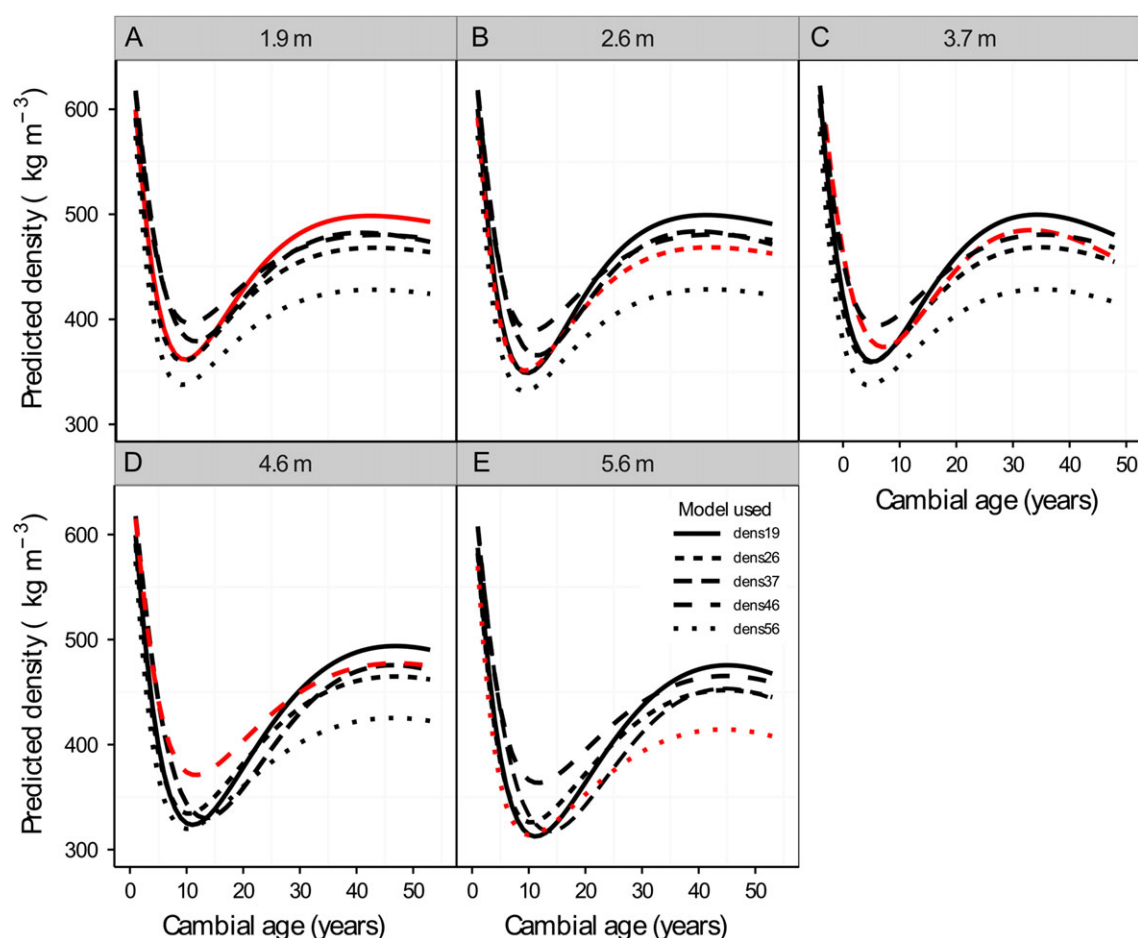 A 1.9 m
B 2.6 m
C 3.7 m
Predicted density ( kg m⁻³)
600
500
400
300
0 10 20 30 40 50
Cambial age (years)
D 4.6 m
E 5.6 m
Predicted density ( kg m⁻³)
600
500
400
300
Model used
dens19
dens26
dens37
dens46
dens56
0 10 20 30 40 50
0 10 20 30 40 50
Cambial age (years)
Cambial age (years)